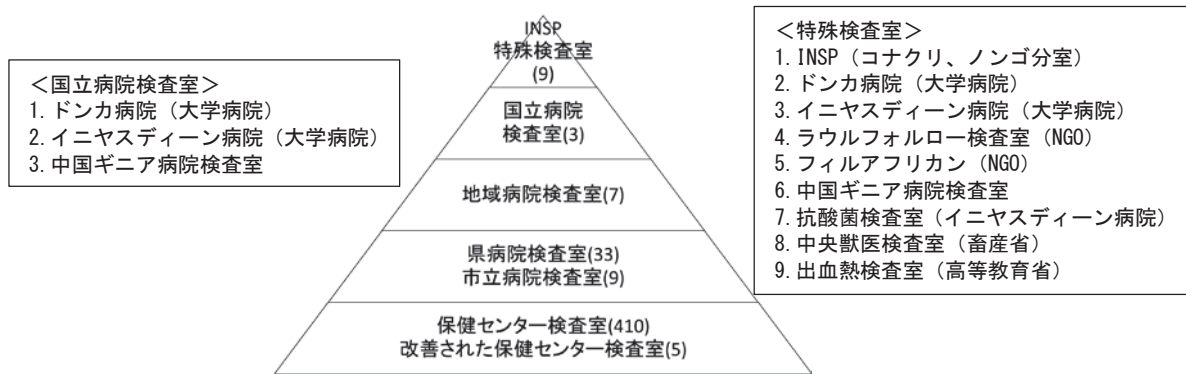 <国立病院検査室>
1. ドンカ病院（大学病院）
2. イニヤスディーン病院（大学病院）
3. 中国ギニア病院検査室
INSP
特殊検査室
(9)
国立病院
検査室(3)
地域病院検査室(7)
県病院検査室(33)
市立病院検査室(9)
保健センター検査室(410)
改善された保健センター検査室(5)
<特殊検査室>
1. INSP（コナクリ、ノンゴ分室）
2. ドンカ病院（大学病院）
3. イニヤスディーン病院（大学病院）
4. ラウルフォルロー検査室（NGO）
5. フィルアフリカン（NGO）
6. 中国ギニア病院検査室
7. 抗酸菌検査室（イニヤスディーン病院）
8. 中央獣医検査室（畜産省）
9. 出血熱検査室（高等教育省）